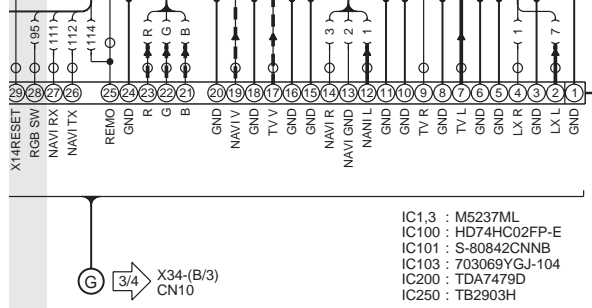 95
111
112
114
R
G
B
3
2
1
1
7
29 28 27 26 25 24 23 22 21 20 19 18 17 16 15 14 13 12 11 10 9 8 7 6 5 4 3 2 1
X14RESET
RGB SW
NAVI RX
NAVI TX
REMO
GND
R
G
B
GND
NAVI V
GND
TV V
GND
GND
NAVI R
NAVI GND
NANI L
GND
GND
TV R
GND
TV L
GND
GND
LX R
GND
LX L
GND
G 3/4 X34-(B/3)
CN10
IC1,3 : M5237ML
IC100 : HD74HC02FP-E
IC101 : S-80842CNNB
IC103 : 703069YGJ-104
IC200 : TDA7479D
IC250 : TB2903H